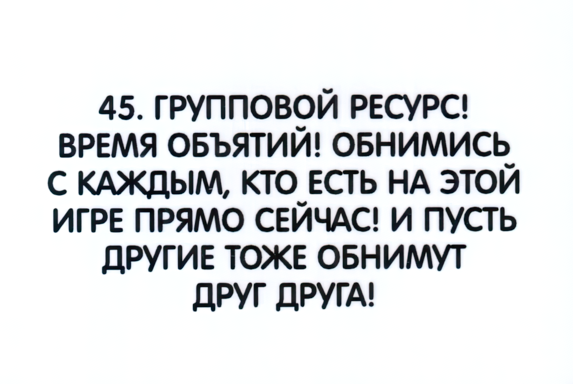 45. ГРУППОВОЙ РЕСУРС!
ВРЕМЯ ОБЪЯТИЙ! ОБНИМИСЬ
С КАЖДЫМ, КТО ЕСТЬ НА ЭТОЙ
ИГРЕ ПРЯМО СЕЙЧАС! И ПУСТЬ
ДРУГИЕ ТОЖЕ ОБНИМУТ
ДРУГ ДРУГА!